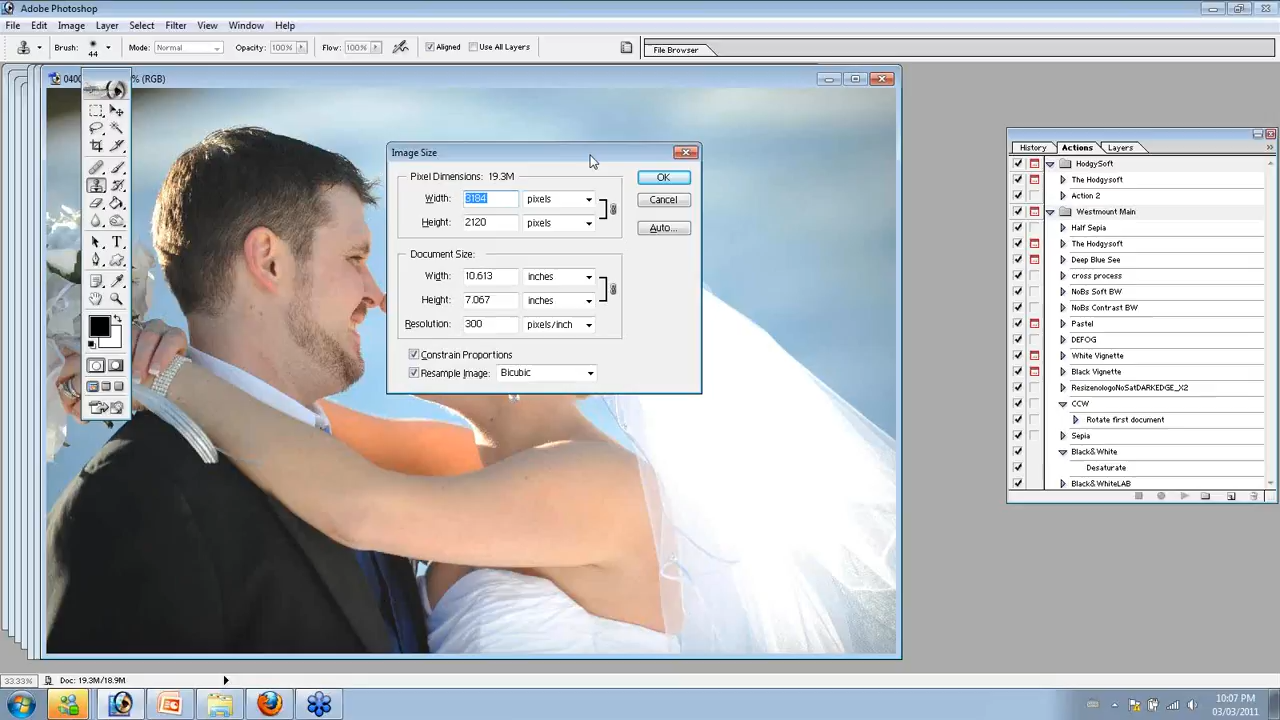 Adobe Photoshop
File Edit Image Layer Select Filter View Window Help
Brush: 44 Mode: Normal Opacity: 100% Flow: 100% Aligned Use All Layers File Browser
% (RGB)
Image Size
Pixel Dimensions: 19.3M
OK
Width: 3184 pixels
Cancel
Height: 2120 pixels
Auto...
Document Size:
Width: 10.613 inches
Height: 7.067 inches
Resolution: 300 pixels/inch
Constrain Proportions
Resample Image: Bicubic
History Actions Layers
HodgySoft
The Hodgysoft
Action 2
Westmount Main
Half Sepia
The Hodgysoft
Deep Blue See
cross process
NoBs Soft BW
NoBs Contrast BW
Pastel
DEFOG
White Vignette
Black Vignette
ResizenologoNoSatDARKEDGE_X2
CCW
Rotate first document
Sepia
Black& White
Desaturate
Black& WhiteLAB
33.33% Doc: 19.3M/18.9M
10:07 PM
03/03/2011